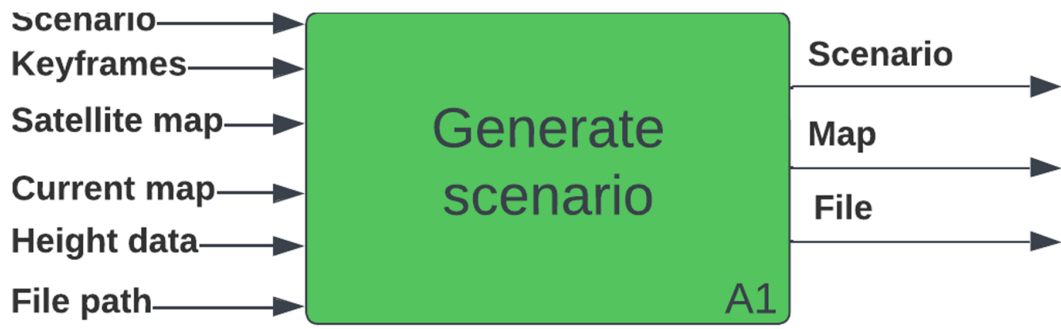 Scenario
Keyframes
Satellite map
Current map
Height data
File path
Generate
scenario
A1
Scenario
Map
File